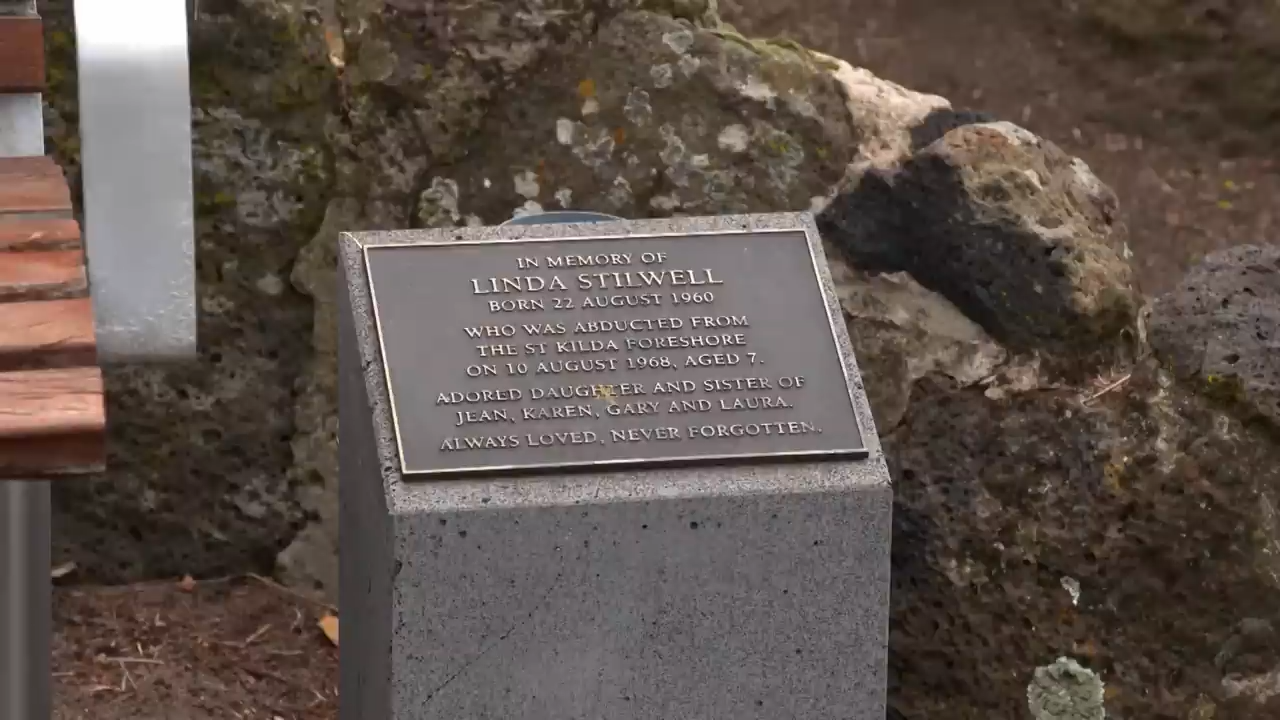 IN MEMORY OF
LINDA STILWELL
BORN 22 AUGUST 1960
WHO WAS ABDUCTED FROM
THE ST KILDA FORESHORE
ON 10 AUGUST 1968, AGED 7.
ADORED DAUGHTER AND SISTER OF
JEAN, KAREN, GARY AND LAURA.
ALWAYS LOVED, NEVER FORGOTTEN.